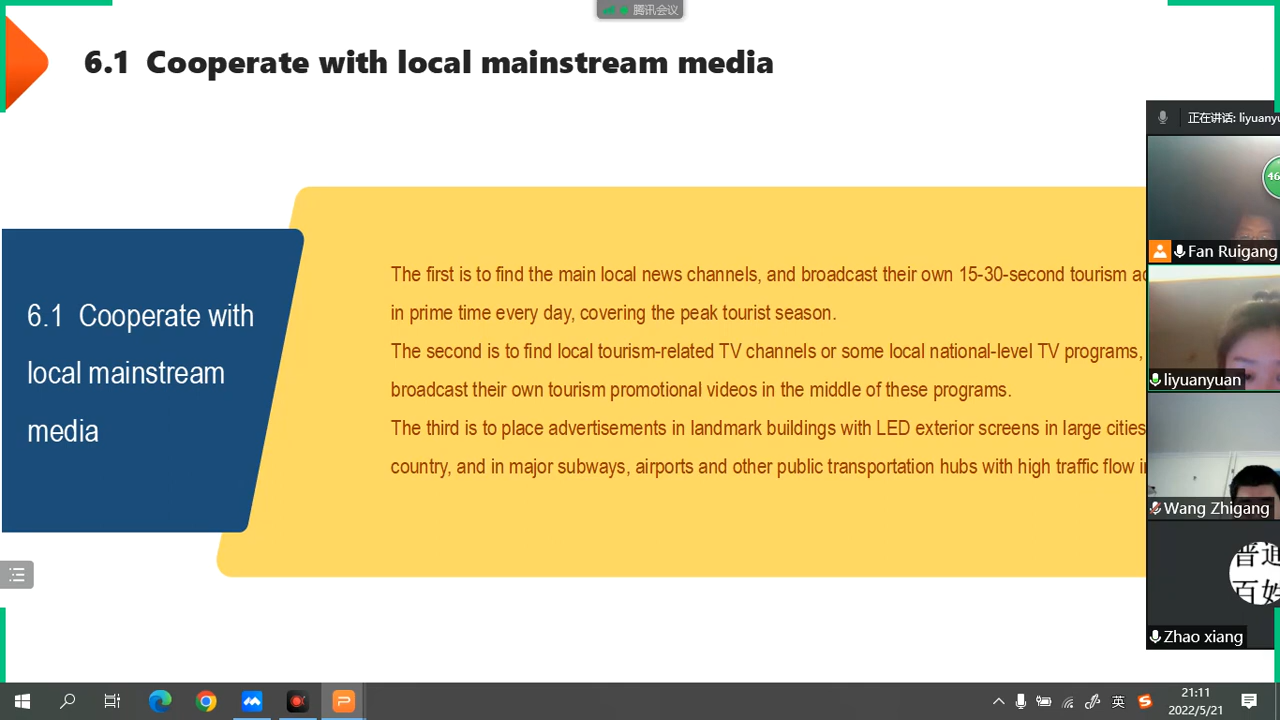 腾讯会议
6.1 Cooperate with local mainstream media
正在讲话: liyuanyu
46
Fan Ruigang
The first is to find the main local news channels, and broadcast their own 15-30-second tourism
in prime time every day, covering the peak tourist season.
The second is to find local tourism-related TV channels or some local national-level TV programs,
broadcast their own tourism promotional videos in the middle of these programs.
The third is to place advertisements in landmark buildings with LED exterior screens in large cities
country, and in major subways, airports and other public transportation hubs with high traffic flow
6.1 Cooperate with
local mainstream
media
liyuanyuan
Wang Zhigang
普通
百姓
Zhao xiang
英
21:11
2022/5/21